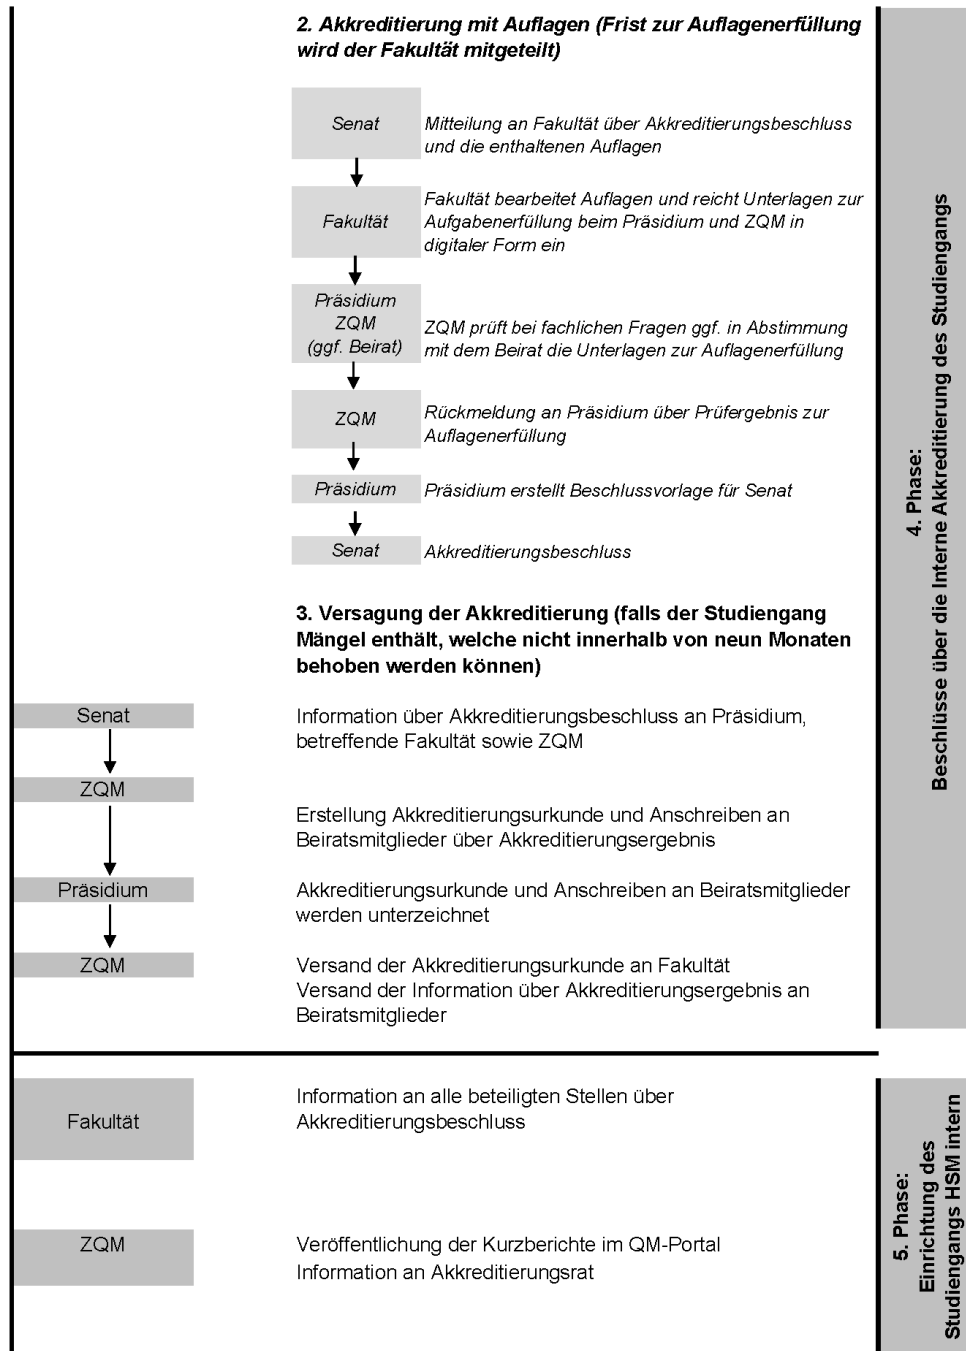 2. Akkreditierung mit Auflagen (Frist zur Auflagenerfüllung
wird der Fakultät mitgeteilt)
Senat
Mitteilung an Fakultät über Akkreditierungsbeschluss
und die enthaltenen Auflagen
Fakultät
Fakultät bearbeitet Auflagen und reicht Unterlagen zur
Aufgabenerfüllung beim Präsidium und ZQM in
digitaler Form ein
Präsidium
ZQM
(ggf. Beirat)
ZQM prüft bei fachlichen Fragen ggf. in Abstimmung
mit dem Beirat die Unterlagen zur Auflagenerfüllung
ZQM
Rückmeldung an Präsidium über Prüfergebnis zur
Auflagenerfüllung
Präsidium
Präsidium erstellt Beschlussvorlage für Senat
Senat
Akkreditierungsbeschluss
3. Versagung der Akkreditierung (falls der Studiengang
Mängel enthält, welche nicht innerhalb von neun Monaten
behoben werden können)
Senat
Information über Akkreditierungsbeschluss an Präsidium,
betreffende Fakultät sowie ZQM
ZQM
Erstellung Akkreditierungsurkunde und Anschreiben an
Beiratsmitglieder über Akkreditierungsergebnis
Präsidium
Akkreditierungsurkunde und Anschreiben an Beiratsmitglieder
werden unterzeichnet
ZQM
Versand der Akkreditierungsurkunde an Fakultät
Versand der Information über Akkreditierungsergebnis an
Beiratsmitglieder
4. Phase:
Beschlüsse über die Interne Akkreditierung des Studiengangs
Fakultät
Information an alle beteiligten Stellen über
Akkreditierungsbeschluss
ZQM
Veröffentlichung der Kurzberichte im QM-Portal
Information an Akkreditierungsrat
5. Phase:
Einrichtung des
Studiengangs HSM intern